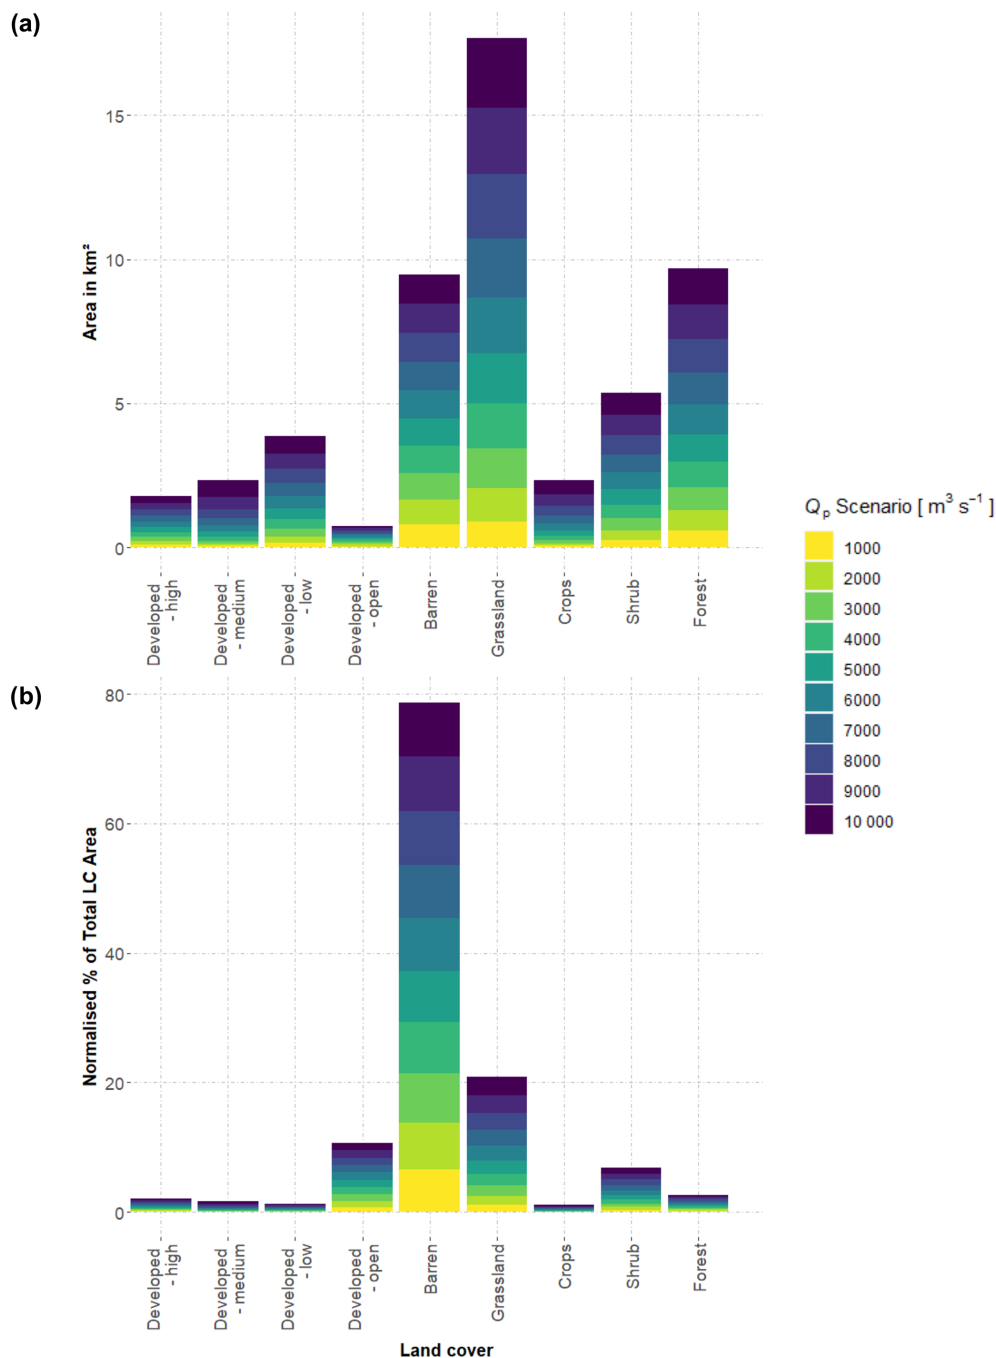 (a)
Area in km²
15
10
5
0
Developed
- high
Developed
- medium
Developed
- low
Developed
- open
Barren
Grassland
Crops
Shrub
Forest
(b)
Normalised % of Total LC Area
80
60
40
20
0
Developed
- high
Developed
- medium
Developed
- low
Developed
- open
Barren
Grassland
Crops
Shrub
Forest
Land cover
Qp Scenario [ m³ s⁻¹ ]
1000
2000
3000
4000
5000
6000
7000
8000
9000
10 000